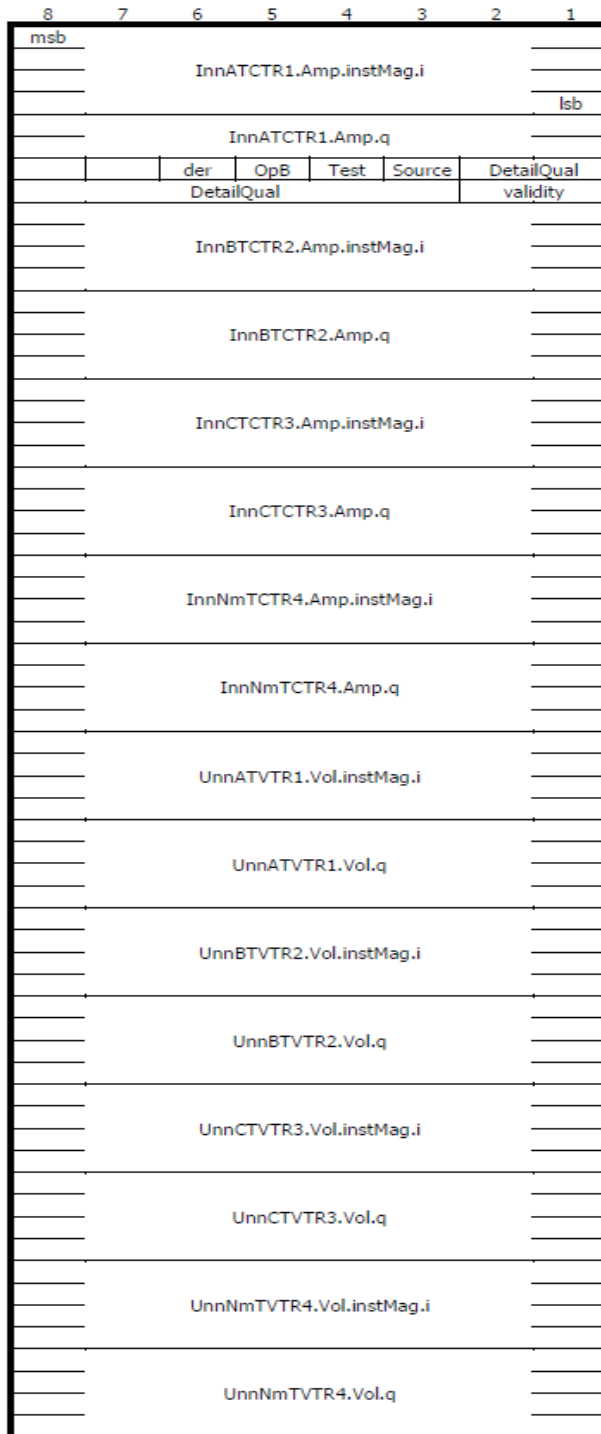 8 7 6 5 4 3 2 1
msb
InnATCTR1.Amp.instMag.i
lsb
InnATCTR1.Amp.q
der OpB Test Source DetailQual
DetailQual validity
InnBTCTR2.Amp.instMag.i
InnBTCTR2.Amp.q
InnCTCTR3.Amp.instMag.i
InnCTCTR3.Amp.q
InnNmTCTR4.Amp.instMag.i
InnNmTCTR4.Amp.q
UnnATVTR1.Vol.instMag.i
UnnATVTR1.Vol.q
UnnBTVTR2.Vol.instMag.i
UnnBTVTR2.Vol.q
UnnCTVTR3.Vol.instMag.i
UnnCTVTR3.Vol.q
UnnNmTVTR4.Vol.instMag.i
UnnNmTVTR4.Vol.q